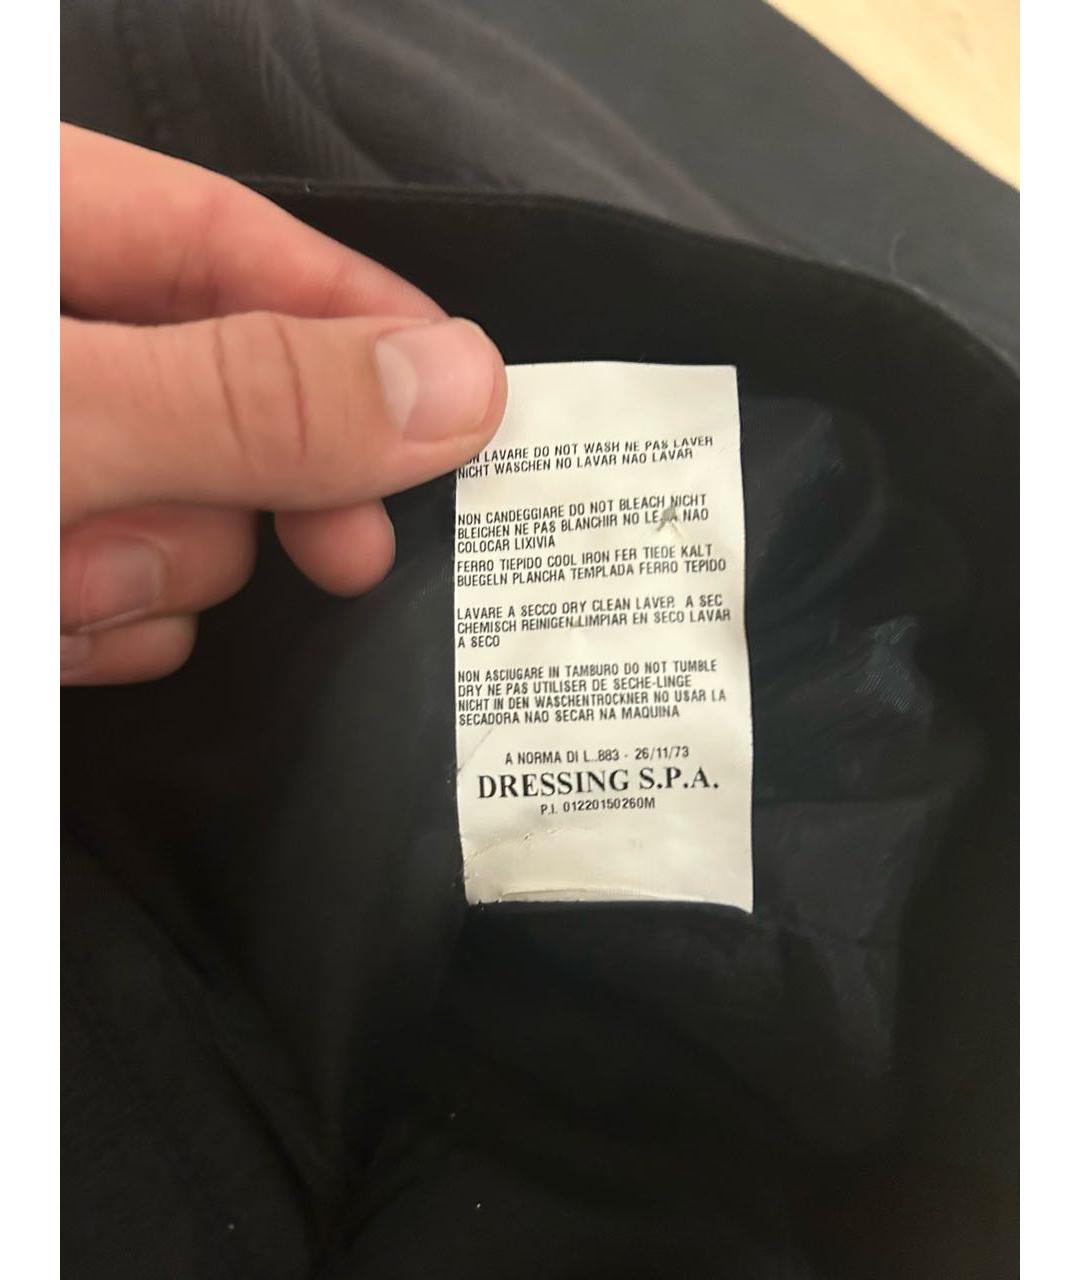 LAVARE DO NOT WASH NE PAS LAVER
NICHT WASCHEN NO LAVAR NAO LAVAR
NON CANDEGGIARE DO NOT BLEACH NICHT
BLEICHEN NE PAS BLANCHIR NO NAO
COLOCAR LIXIVIA
FERRO TIEPIDO COOL IRON FER TIEDE KALT
BUEGELN PLANCHA TEMPLADA FERRO TEPIDO
LAVARE A SECCO DRY CLEAN LAVER A SEC
CHEMISCH REINIGEN LIMPIAR EN SECO LAVAR
A SECO
NON ASCIUGARE IN TAMBURO DO NOT TUMBLE
DRY NE PAS UTILISER DE SECHE-LINGE
NICHT IN DEN WASCHENTROCKNER NO USAR LA
SECADORA NAO SECAR NA MAQUINA
A NORMA DI L..883 - 26/11/73
DRESSING S.P.A.
P.I. 01220150260M